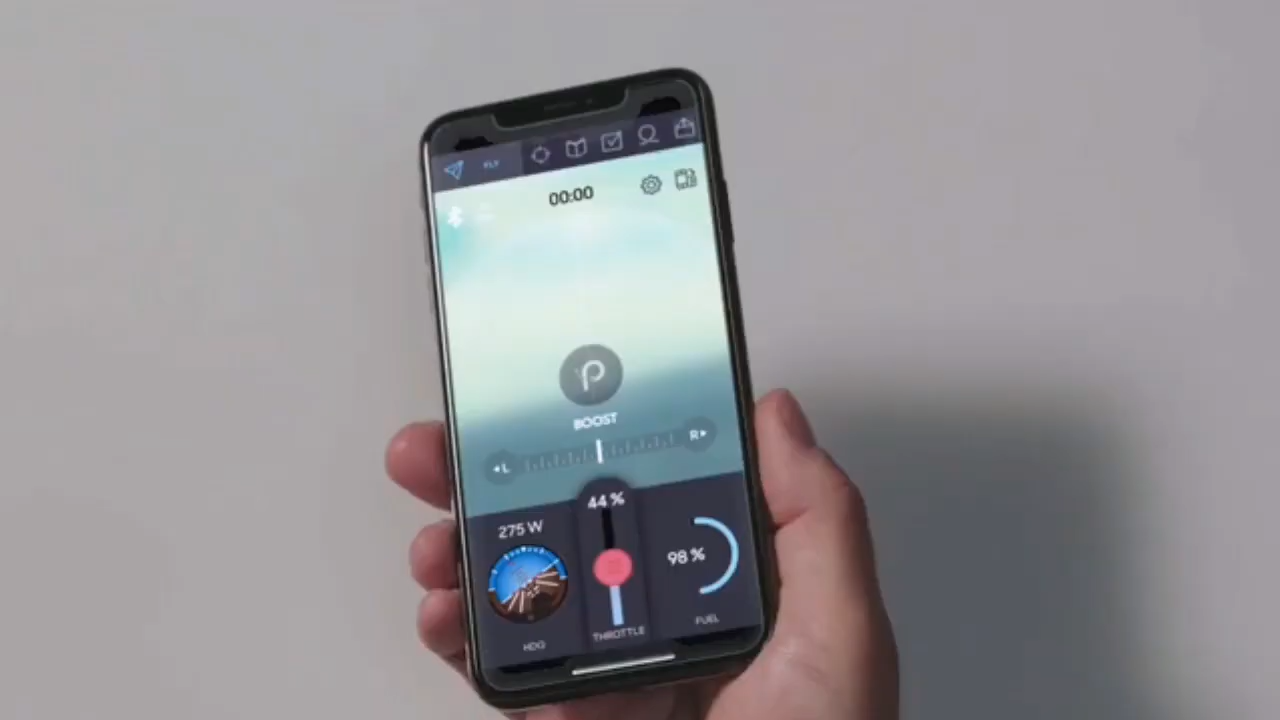 FLY
00:00
P
BOOST
◂L R▸
44 %
275 W
98 %
HDG
THROTTLE
FUEL